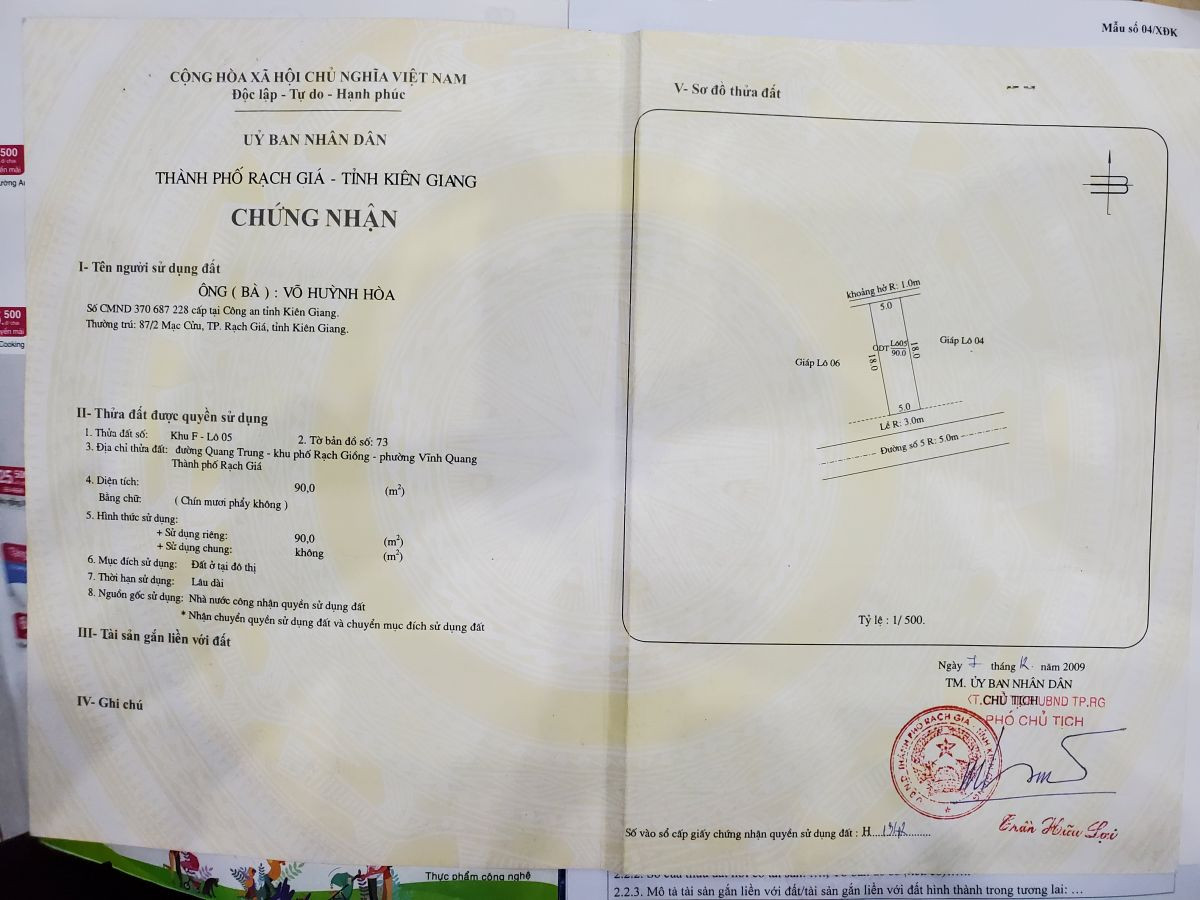 Mẫu số 04/XĐK
CỘNG HÒA XÃ HỘI CHỦ NGHĨA VIỆT NAM
Độc lập - Tự do - Hạnh phúc
UỶ BAN NHÂN DÂN
THÀNH PHỐ RẠCH GIÁ - TỈNH KIÊN GIANG
CHỨNG NHẬN
I- Tên người sử dụng đất
ÔNG ( BÀ ) : VÕ HUỲNH HÒA
Số CMND 370 687 228 cấp tại Công an tỉnh Kiên Giang.
Thường trú: 87/2 Mạc Cửu, TP. Rạch Giá, tỉnh Kiên Giang.
II- Thửa đất được quyền sử dụng
1. Thửa đất số: Khu F - Lô 05 2. Tờ bản đồ số: 73
3. Địa chỉ thửa đất: đường Quang Trung - khu phố Rạch Giồng - phường Vĩnh Quang
Thành phố Rạch Giá
4. Diện tích: 90,0 (m²)
Bằng chữ: ( Chín mươi phẩy không )
5. Hình thức sử dụng:
+ Sử dụng riêng: 90,0 (m²)
+ Sử dụng chung: không (m²)
6. Mục đích sử dụng: Đất ở tại đô thị
7. Thời hạn sử dụng: Lâu dài
8. Nguồn gốc sử dụng: Nhà nước công nhận quyền sử dụng đất
* Nhận chuyển quyền sử dụng đất và chuyển mục đích sử dụng đất
III- Tài sản gắn liền với đất
IV- Ghi chú
V- Sơ đồ thửa đất
khoảng hở R: 1.0m
5.0
ODT Lô05
90.0
18.0
18.0
Giáp Lô 04
Giáp Lô 06
5.0
Lề R: 3.0m
Đường số 5 R: 5.0m
Tỷ lệ : 1/ 500.
Ngày 7 tháng 12 năm 2009
TM. ỦY BAN NHÂN DÂN
CHỦ TỊCH
KT.CHỦ TỊCH UBND TP.RG
PHÓ CHỦ TỊCH
U.B.N.D THÀNH PHỐ RẠCH GIÁ - TỈNH KIÊN GIANG
Trần Hữu Lợi
Số vào sổ cấp giấy chứng nhận quyền sử dụng đất : H
Thực phẩm công nghệ
2.2.3. Mô tả tài sản gắn liền với đất/tài sản gắn liền với đất hình thành trong tương lai: …
500
500
Cooking